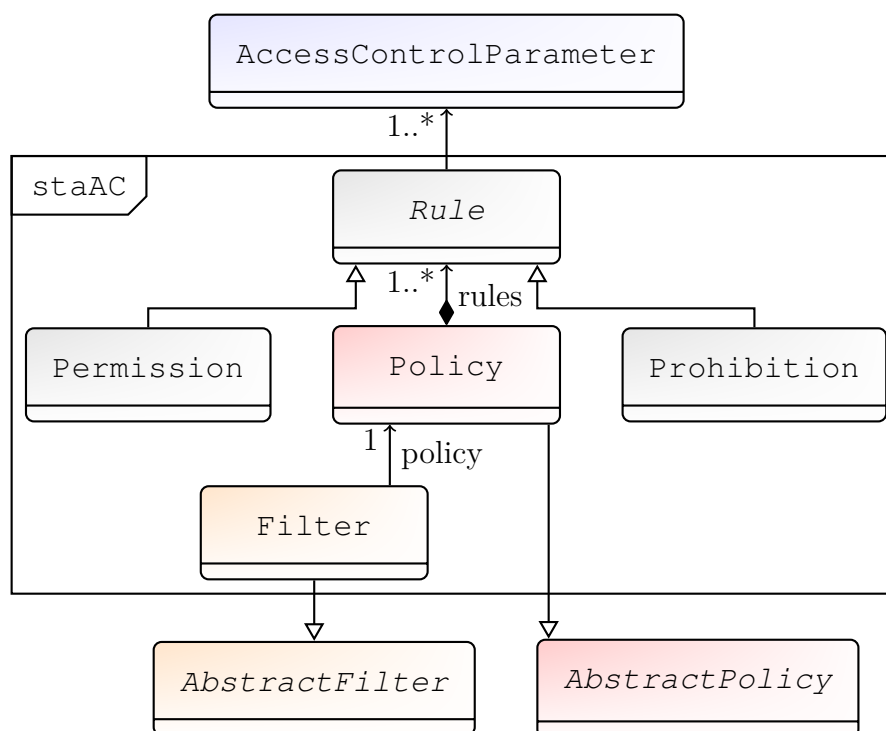 AccessControlParameter
1..*
staAC
Rule
1..*
rules
Permission
Policy
Prohibition
1
policy
Filter
AbstractFilter
AbstractPolicy